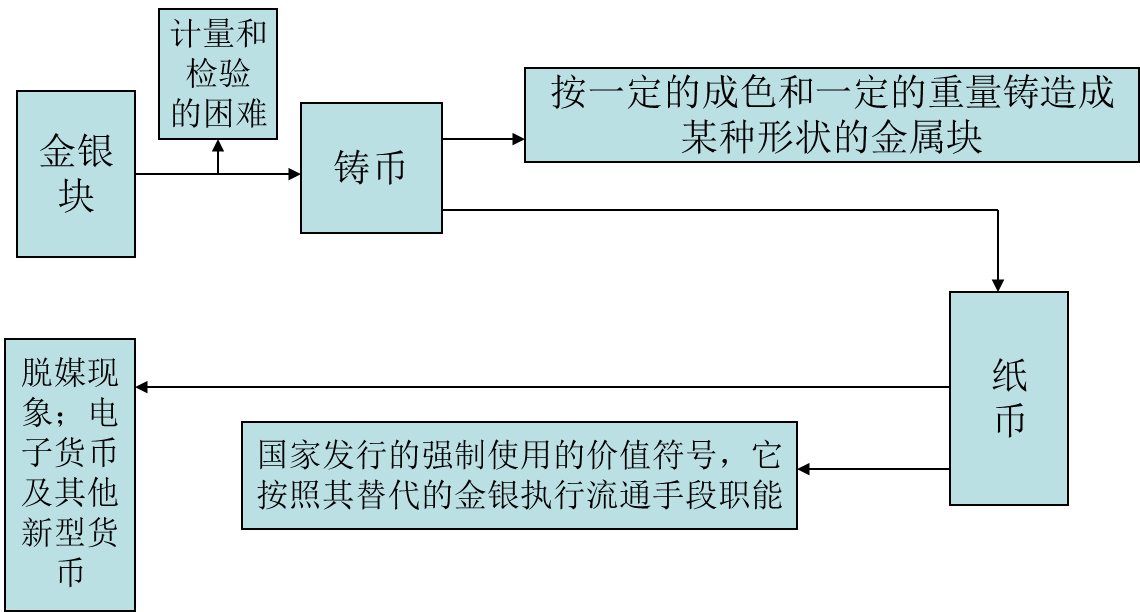 计量和
检验
的困难
金银
块
铸币
按一定的成色和一定的重量铸造成
某种形状的金属块
纸
币
脱媒现
象；电
子货币
及其他
新型货
币
国家发行的强制使用的价值符号，它
按照其替代的金银执行流通手段职能